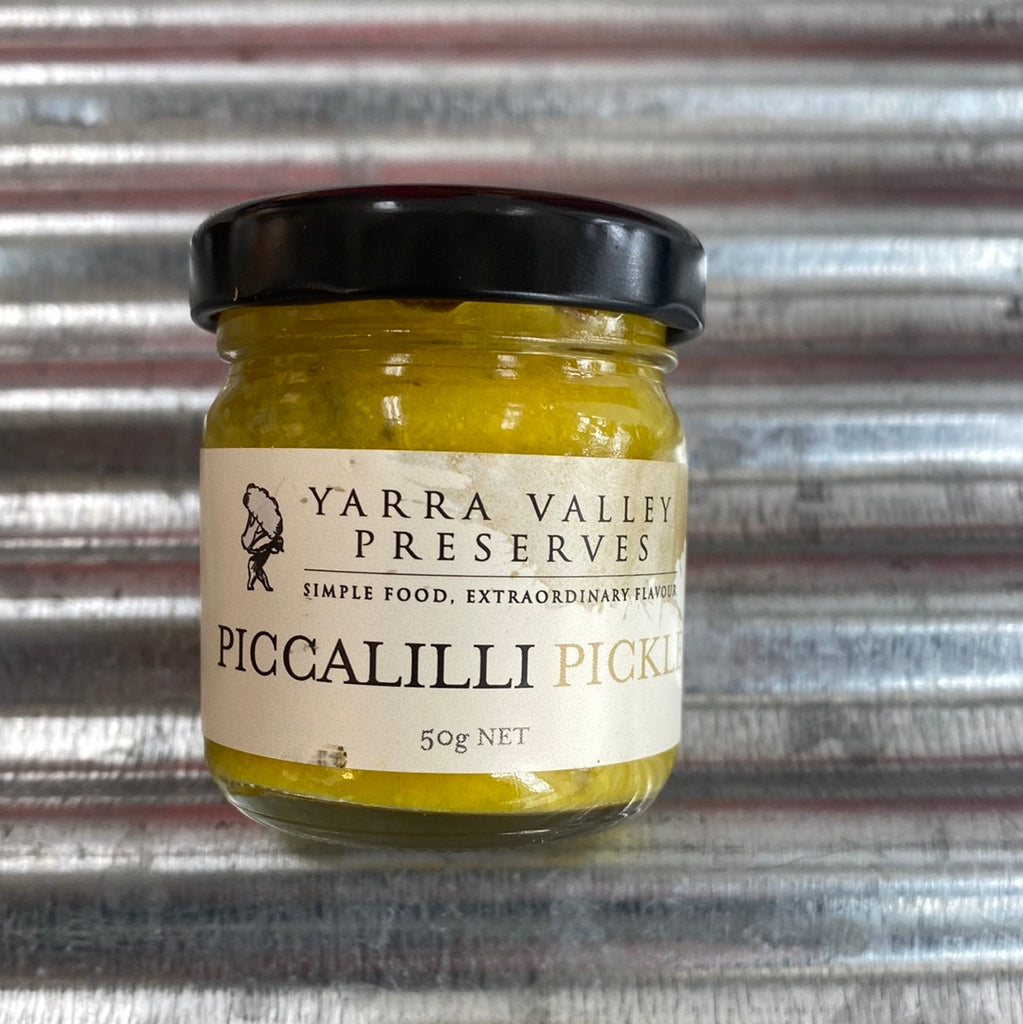 YARRA VALLEY
PRESERVES
SIMPLE FOOD, EXTRAORDINARY FLAVOUR
PICCALILLI PICKLE
50g NET